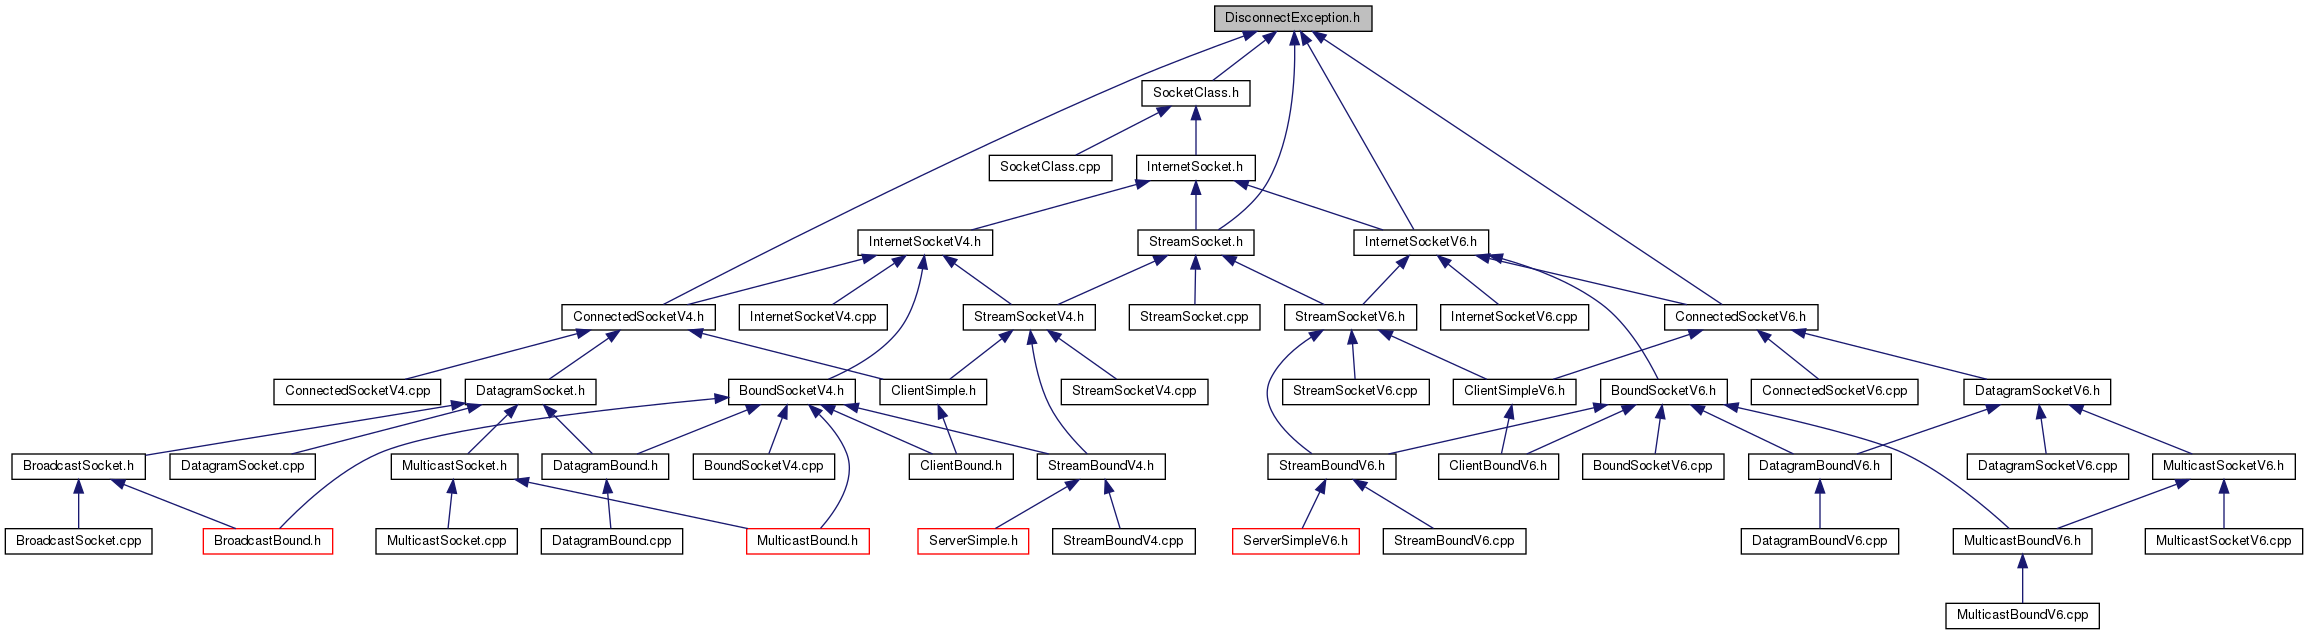 DisconnectException.h
SocketClass.h
SocketClass.cpp
InternetSocket.h
InternetSocketV4.h
StreamSocket.h
InternetSocketV6.h
ConnectedSocketV4.h
InternetSocketV4.cpp
StreamSocketV4.h
StreamSocket.cpp
StreamSocketV6.h
InternetSocketV6.cpp
ConnectedSocketV6.h
ConnectedSocketV4.cpp
DatagramSocket.h
BoundSocketV4.h
ClientSimple.h
StreamSocketV4.cpp
StreamSocketV6.cpp
ClientSimpleV6.h
BoundSocketV6.h
ConnectedSocketV6.cpp
DatagramSocketV6.h
BroadcastSocket.h
DatagramSocket.cpp
MulticastSocket.h
DatagramBound.h
BoundSocketV4.cpp
ClientBound.h
StreamBoundV4.h
StreamBoundV6.h
ClientBoundV6.h
BoundSocketV6.cpp
DatagramBoundV6.h
DatagramSocketV6.cpp
MulticastSocketV6.h
BroadcastSocket.cpp
BroadcastBound.h
MulticastSocket.cpp
DatagramBound.cpp
MulticastBound.h
ServerSimple.h
StreamBoundV4.cpp
ServerSimpleV6.h
StreamBoundV6.cpp
DatagramBoundV6.cpp
MulticastBoundV6.h
MulticastSocketV6.cpp
MulticastBoundV6.cpp